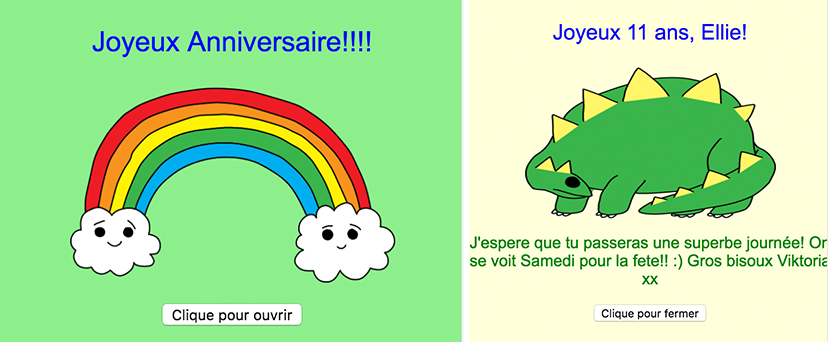 Joyeux Anniversaire!!!!
Clique pour ouvrir
Joyeux 11 ans, Ellie!
J'espere que tu passeras une superbe journée! On
se voit Samedi pour la fete!! :) Gros bisoux Viktoria
xx
Clique pour fermer